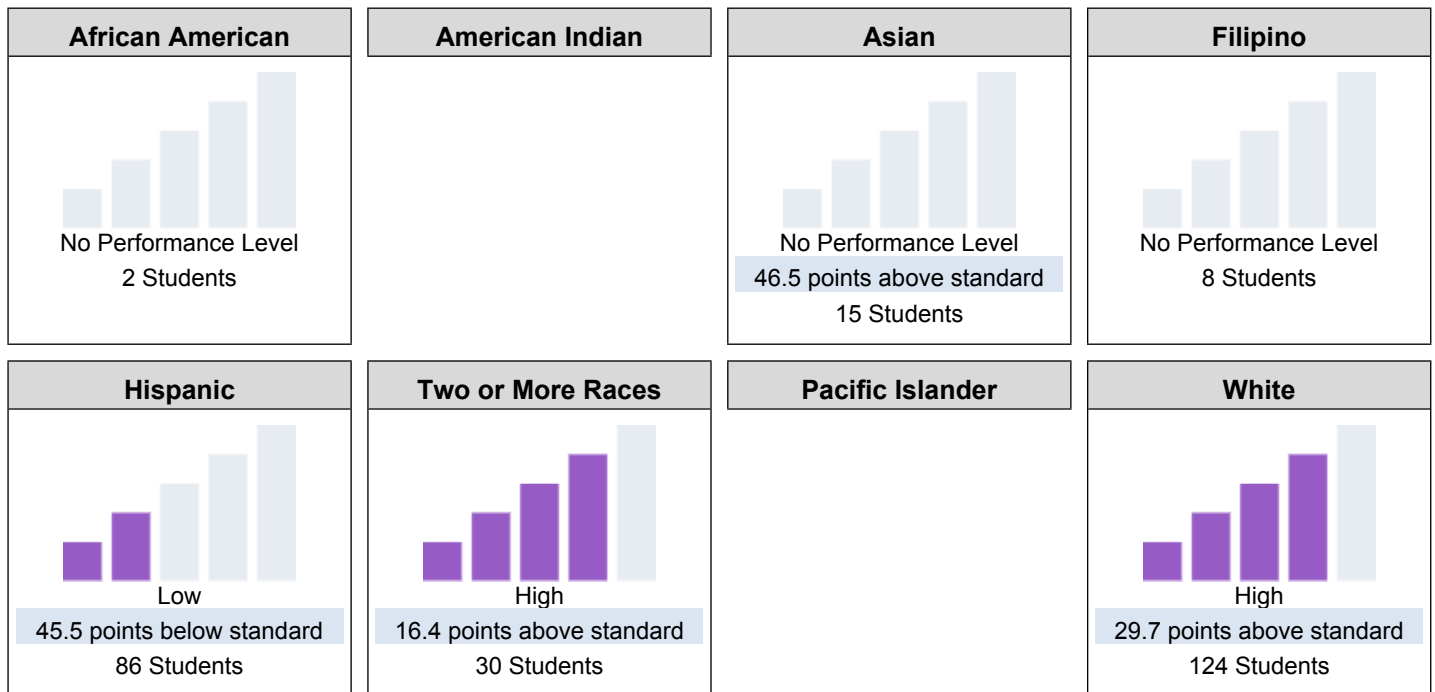 African American
No Performance Level
2 Students
American Indian
Asian
No Performance Level
46.5 points above standard
15 Students
Filipino
No Performance Level
8 Students
Hispanic
Low
45.5 points below standard
86 Students
Two or More Races
High
16.4 points above standard
30 Students
Pacific Islander
White
High
29.7 points above standard
124 Students